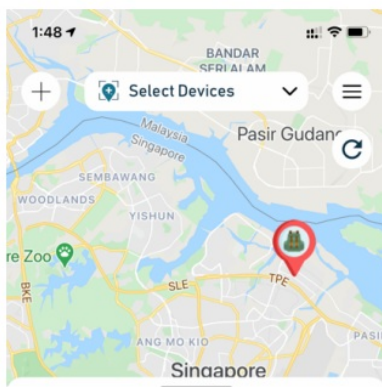 1:48
BANDAR
SERI ALAM
Select Devices
Malaysia
Singapore
Pasir Gudang
SEMBAWANG
WOODLANDS
YISHUN
re Zoo
SLE
TPE
BKE
ANG MO KIO
PASI
Singapore